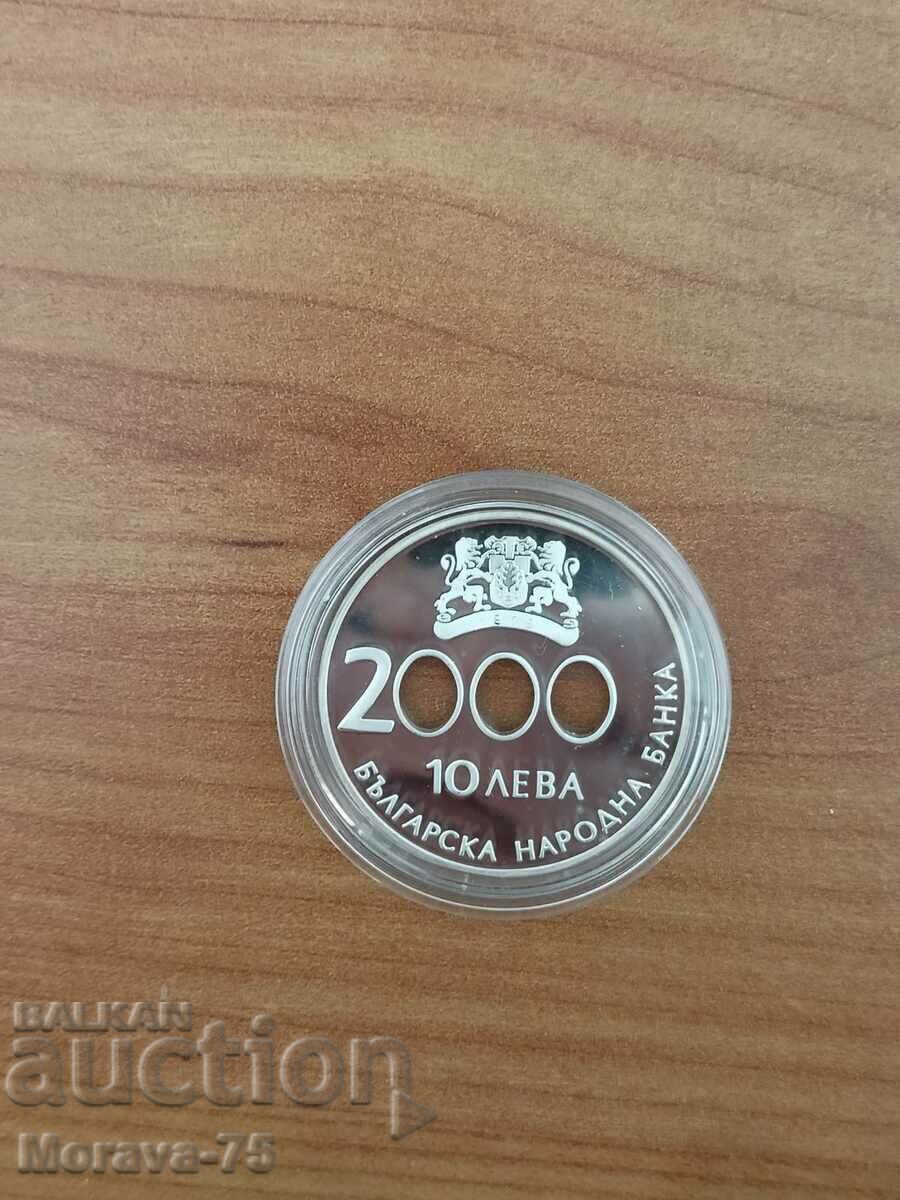 2000
10 ЛЕВА
БЪЛГАРСКА НАРОДНА БАНКА
BALKAN
auction
Morava-75